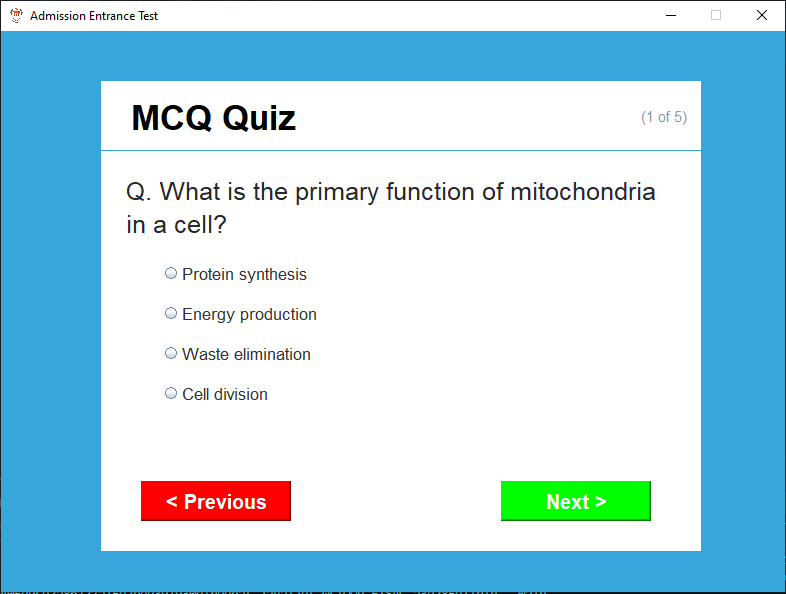 Admission Entrance Test
MCQ Quiz
(1 of 5)
Q. What is the primary function of mitochondria
in a cell?
Protein synthesis
Energy production
Waste elimination
Cell division
< Previous
Next >